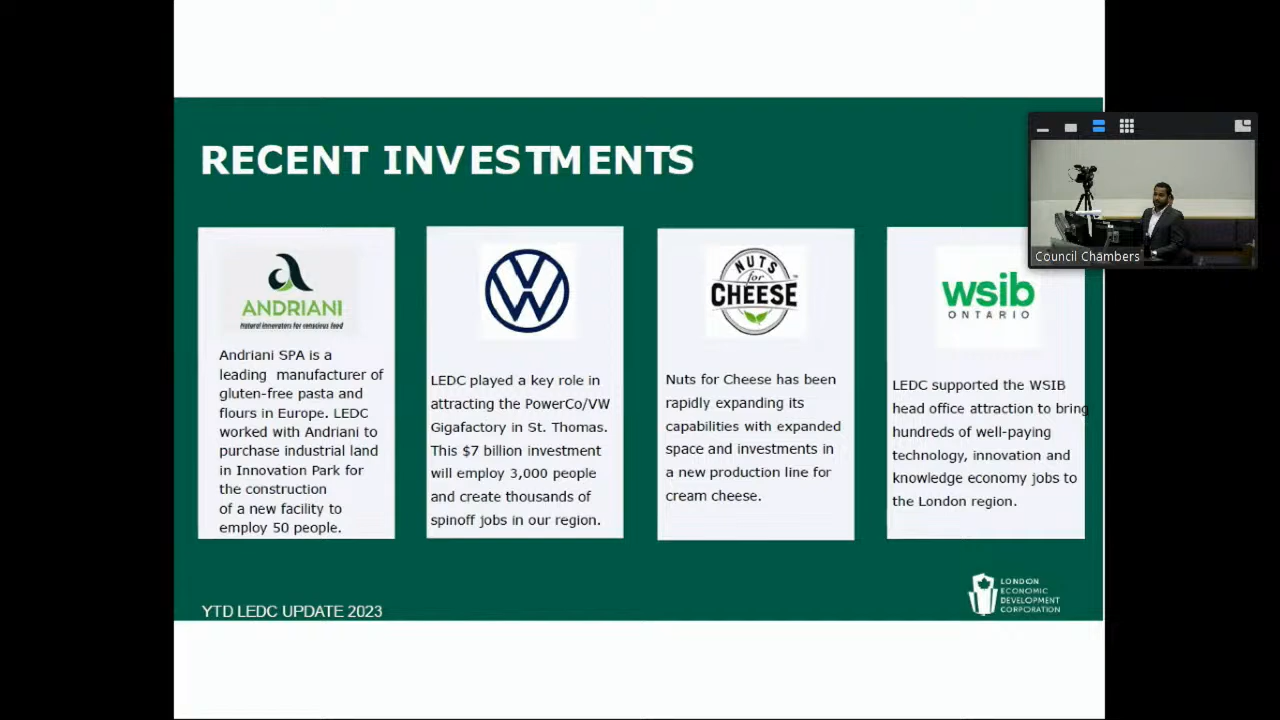 RECENT INVESTMENTS
Council Chambers
ANDRIANI
Natural innovators for conscious food
Andriani SPA is a
leading manufacturer of
gluten-free pasta and
flours in Europe. LEDC
worked with Andriani to
purchase industrial land
in Innovation Park for
the construction
of a new facility to
employ 50 people.
LEDC played a key role in
attracting the PowerCo/VW
Gigafactory in St. Thomas.
This $7 billion investment
will employ 3,000 people
and create thousands of
spinoff jobs in our region.
NUTS
for
CHEESE
Nuts for Cheese has been
rapidly expanding its
capabilities with expanded
space and investments in
a new production line for
cream cheese.
wsib
ONTARIO
LEDC supported the WSIB
head office attraction to bring
hundreds of well-paying
technology, innovation and
knowledge economy jobs to
the London region.
YTD LEDC UPDATE 2023
LONDON
ECONOMIC
DEVELOPMENT
CORPORATION